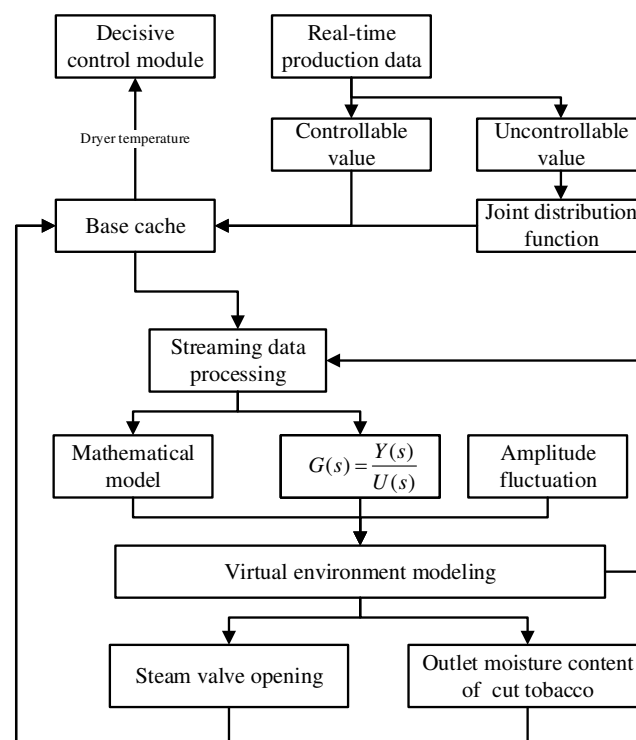 Decisive
control module
Real-time
production data
Dryer temperature
Controllable
value
Uncontrollable
value
Base cache
Joint distribution
function
Streaming data
processing
Mathematical
model
G(s) = Y(s)/U(s)
Amplitude
fluctuation
Virtual environment modeling
Steam valve opening
Outlet moisture content
of cut tobacco